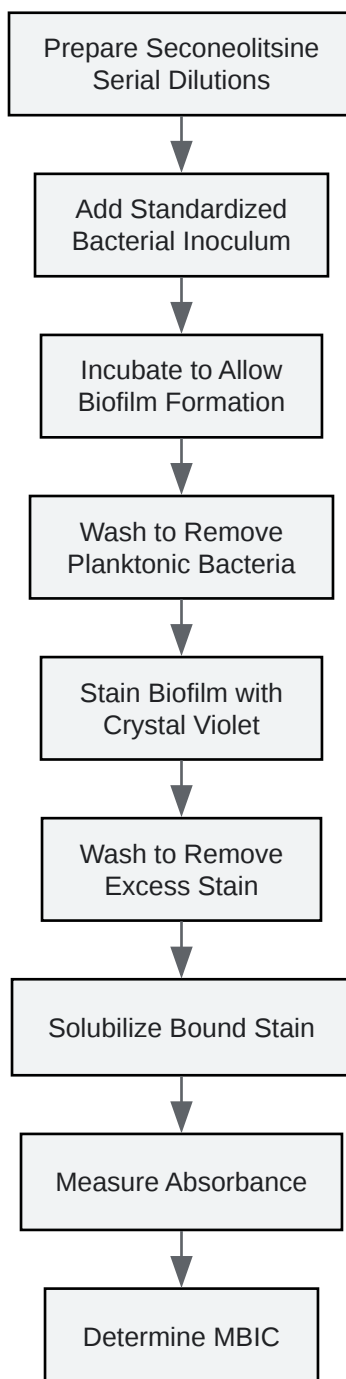 Prepare Seconeolitsine
Serial Dilutions
Add Standardized
Bacterial Inoculum
Incubate to Allow
Biofilm Formation
Wash to Remove
Planktonic Bacteria
Stain Biofilm with
Crystal Violet
Wash to Remove
Excess Stain
Solubilize Bound Stain
Measure Absorbance
Determine MBIC